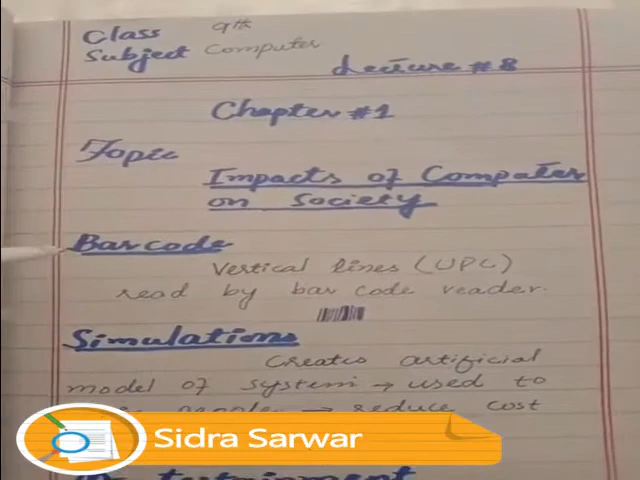 Class 9th
Subject Computer
Lecture #8
Chapter #1
Topic
Impacts of Computer
on Society
Bar code
Vertical lines (UPC)
read by bar code reader.
Simulations
Creates artificial
model of system → used to
people → reduce cost
Sidra Sarwar